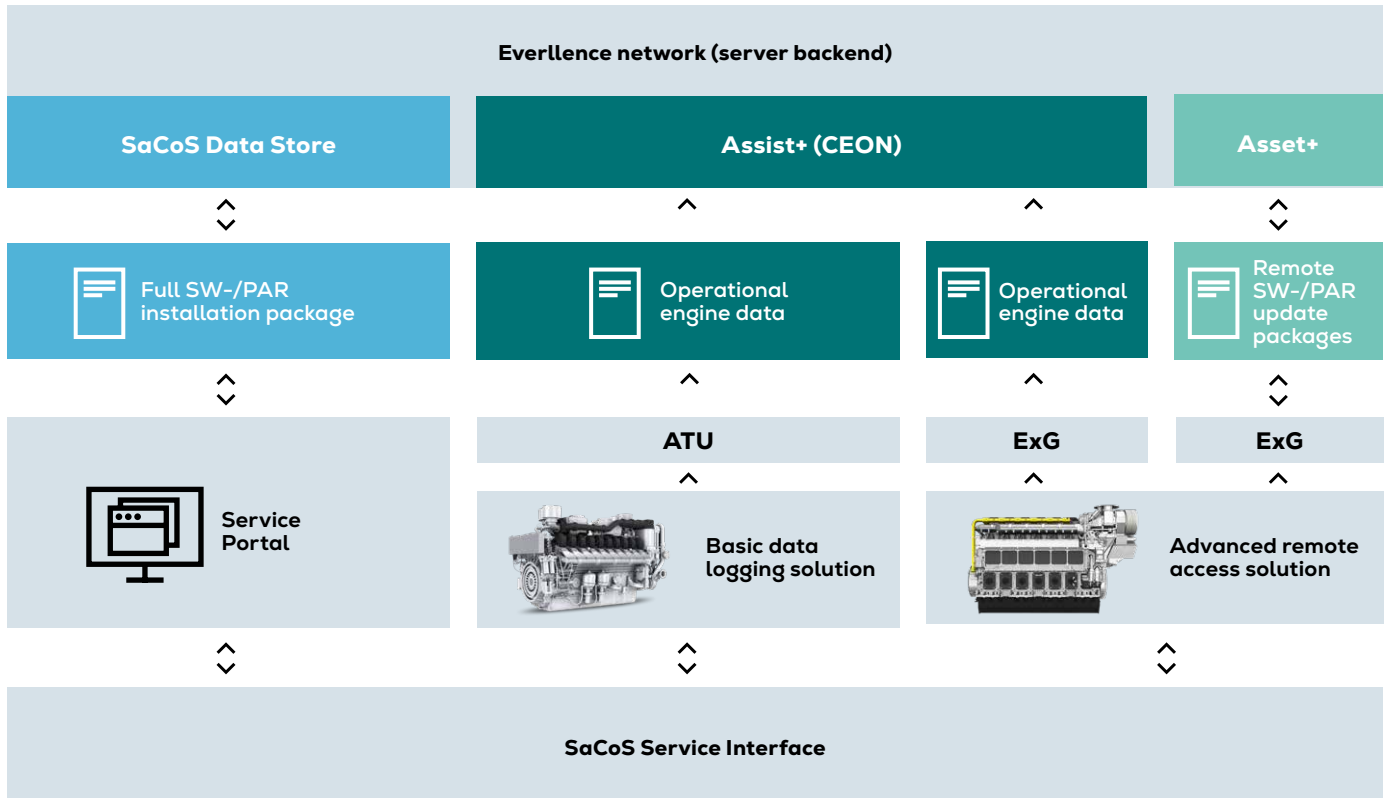 Everllence network (server backend)
SaCoS Data Store
Assist+ (CEON)
Asset+
Full SW-/PAR
installation package
Operational
engine data
Operational
engine data
Remote
SW-/PAR
update
packages
ATU
ExG
ExG
Service
Portal
Basic data
logging solution
Advanced remote
access solution
SaCoS Service Interface